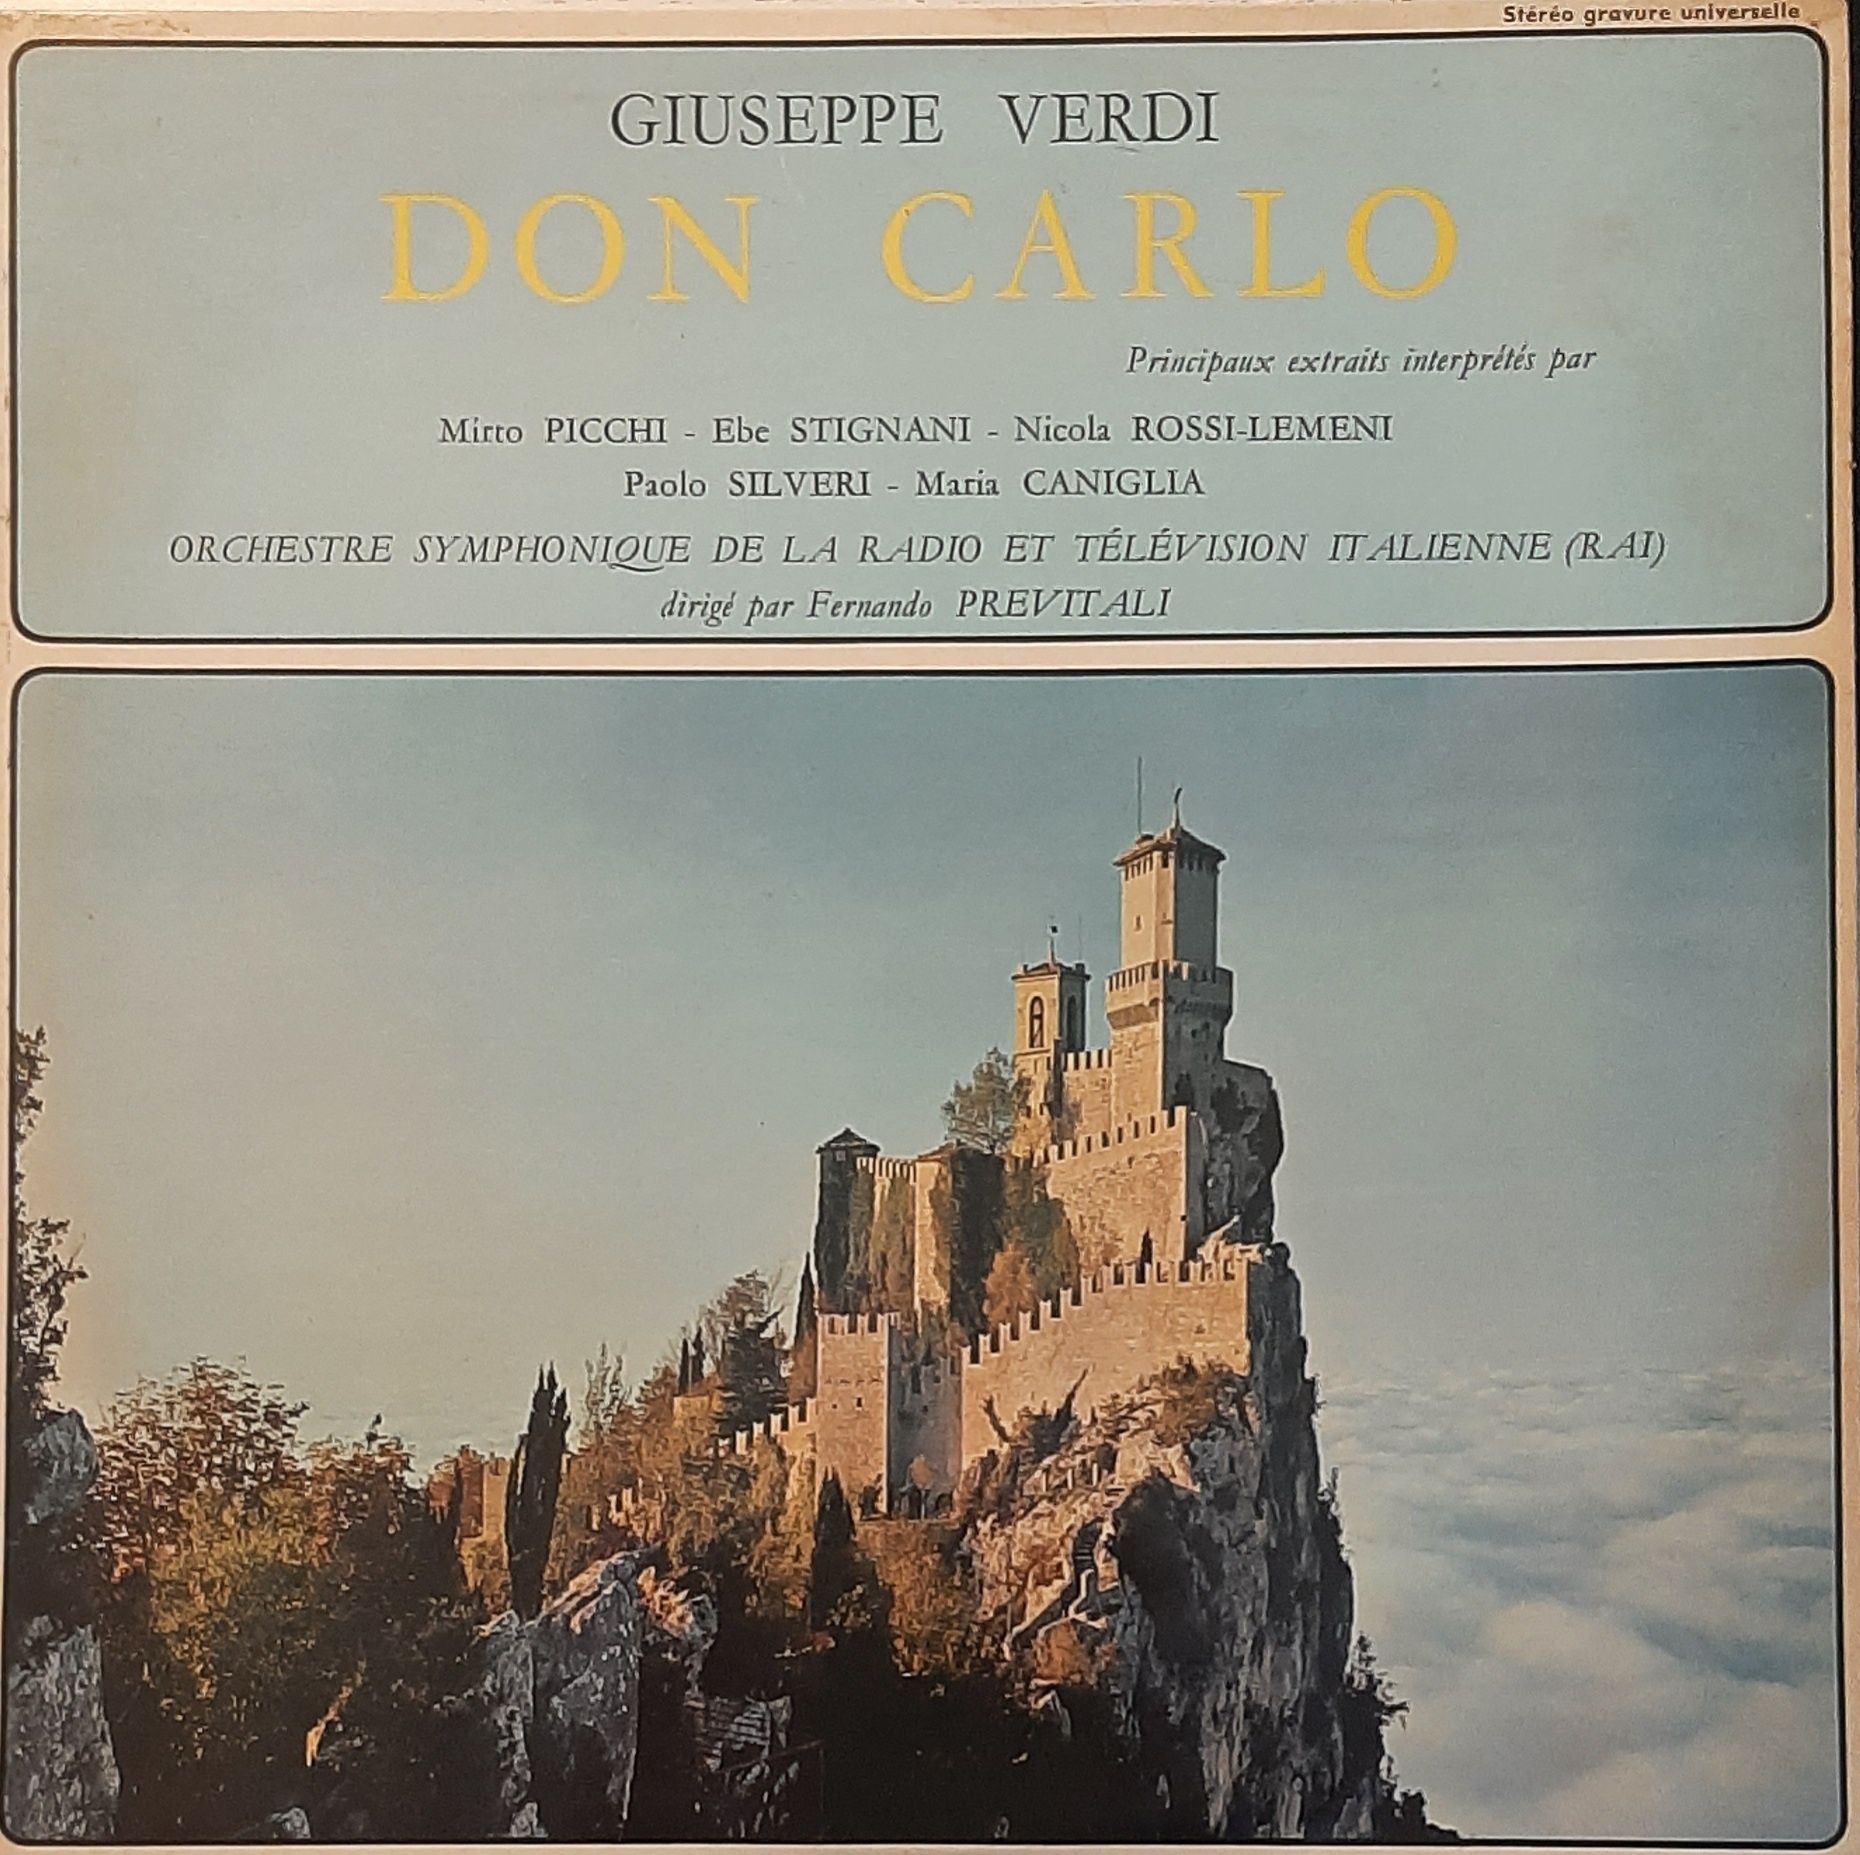 Stéréo gravure universelle
GIUSEPPE VERDI
DON CARLO
Principaux extraits interprétés par
Mirto PICCHI - Ebe STIGNANI - Nicola ROSSI-LEMENI
Paolo SILVERI - Maria CANIGLIA
ORCHESTRE SYMPHONIQUE DE LA RADIO ET TÉLÉVISION ITALIENNE (RAI)
dirigé par Fernando PREVITALI